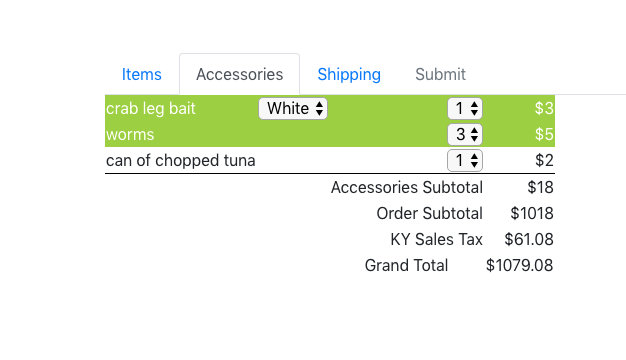 Items Accessories Shipping Submit
crab leg bait White 1 $3
worms 3 $5
can of chopped tuna 1 $2
Accessories Subtotal $18
Order Subtotal $1018
KY Sales Tax $61.08
Grand Total $1079.08